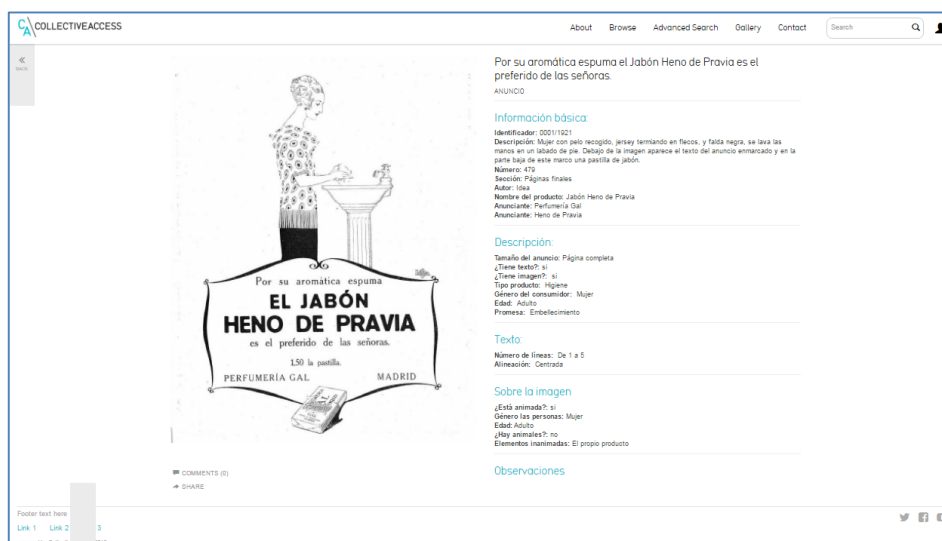 CA COLLECTIVEACCESS
About Browse Advanced Search Gallery Contact Search
Por su aromática espuma el Jabón Heno de Pravia es el
preferido de las señoras.
ANUNCIO
Información básica
Identificador: 0001/1921
Descripción: Mujer con pelo recogido, jersey termiando en flecos, y falda negra, se lava las
manos en un labado de pie. Debajo de la imagen aparece el texto del anuncio enmarcado y en la
parte baja de este marco una pastilla de jabón.
Número: 479
Sección: Páginas finales
Autor: Idea
Nombre del producto: Jabón Heno de Pravia
Anunciante: Perfumería Gal
Anunciante: Heno de Pravia
Descripción:
Tamaño del anuncio: Página completa
¿Tiene texto?: si
¿Tiene imagen?: si
Tipo producto: Higiene
Género del consumidor: Mujer
Edad: Adulto
Promesa: Embellecimiento
Texto:
Número de líneas: De 1 a 5
Alineación: Centrada
Sobre la imagen
¿Está animada?: si
Género las personas: Mujer
Edad: Adulto
¿Hay animales?: no
Elementos inanimadas: El propio producto
Observaciones
Por su aromática espuma
EL JABÓN
HENO DE PRAVIA
es el preferido de las señoras.
1,50 la pastilla.
PERFUMERÍA GAL MADRID
COMMENTS (0)
SHARE
Footer text here
Link 1 Link 2 3